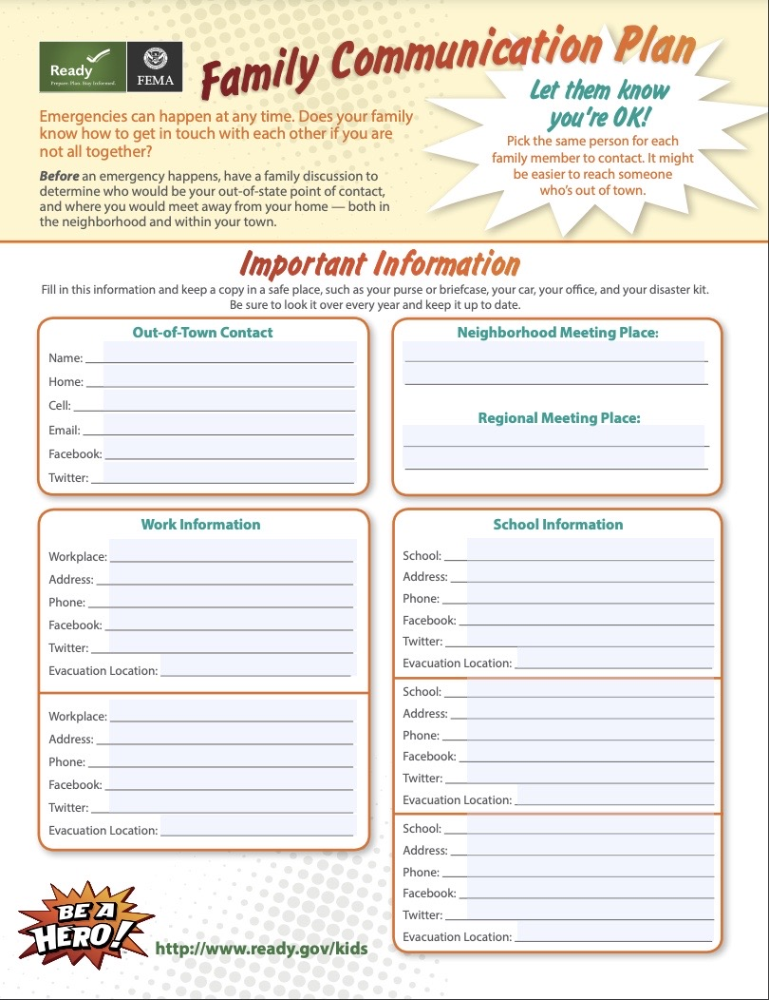 Ready
Prepare. Plan. Stay Informed.
FEMA
Family Communication Plan
Emergencies can happen at any time. Does your family
know how to get in touch with each other if you are
not all together?
Before an emergency happens, have a family discussion to
determine who would be your out-of-state point of contact,
and where you would meet away from your home — both in
the neighborhood and within your town.
Let them know
you're OK!
Pick the same person for each
family member to contact. It might
be easier to reach someone
who's out of town.
Important Information
Fill in this information and keep a copy in a safe place, such as your purse or briefcase, your car, your office, and your disaster kit.
Be sure to look it over every year and keep it up to date.
Out-of-Town Contact
Name:
Home:
Cell:
Email:
Facebook:
Twitter:
Neighborhood Meeting Place:
Regional Meeting Place:
Work Information
Workplace:
Address:
Phone:
Facebook:
Twitter:
Evacuation Location:
Workplace:
Address:
Phone:
Facebook:
Twitter:
Evacuation Location:
School Information
School:
Address:
Phone:
Facebook:
Twitter:
Evacuation Location:
School:
Address:
Phone:
Facebook:
Twitter:
Evacuation Location:
School:
Address:
Phone:
Facebook:
Twitter:
Evacuation Location:
BE A
HERO!
http://www.ready.gov/kids